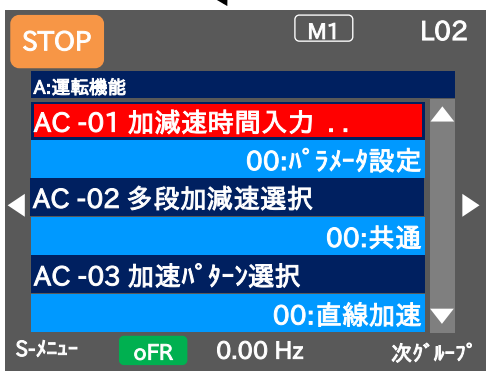 STOP M1 L02
A:運転機能
AC -01 加減速時間入力 ..
00:ﾊﾟﾗﾒｰﾀ設定
AC -02 多段加減速選択
00:共通
AC -03 加速ﾊﾟﾀｰﾝ選択
00:直線加速
S-ﾒﾆｭｰ oFR 0.00 Hz 次ｸﾞﾙｰﾌﾟ